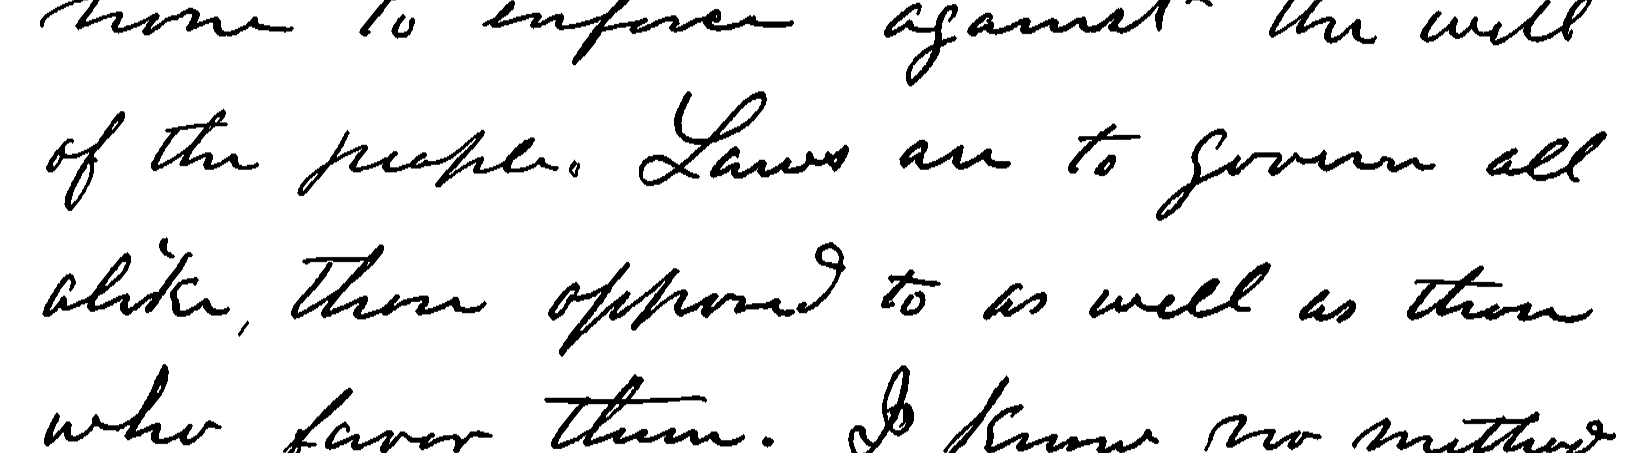 none to enforce against the will
of the people. Laws are to govern all
alike, those opposed to as well as those
who favor them. I know no method